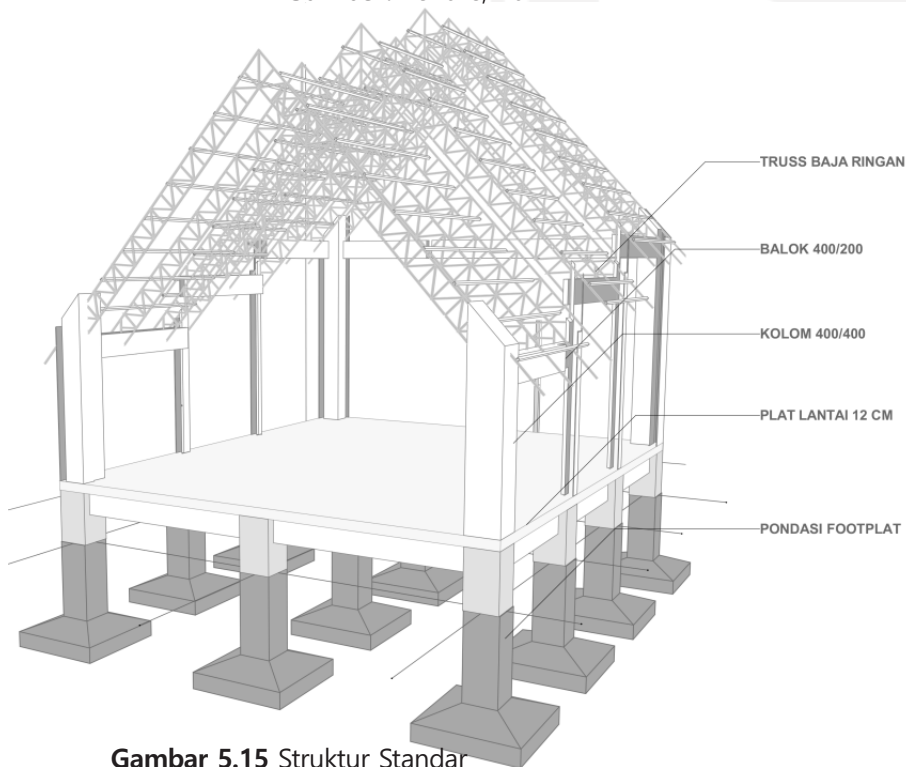 TRUSS BAJA RINGAN
BALOK 400/200
KOLOM 400/400
PLAT LANTAI 12 CM
PONDASI FOOTPLAT
Gambar 5.15 Struktur Standar